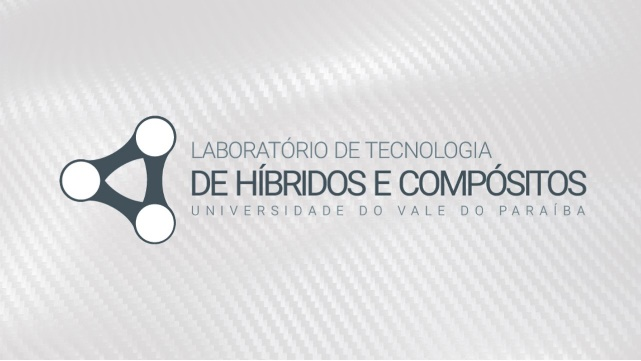 LABORATÓRIO DE TECNOLOGIA
DE HÍBRIDOS E COMPÓSITOS
UNIVERSIDADE DO VALE DO PARAÍBA